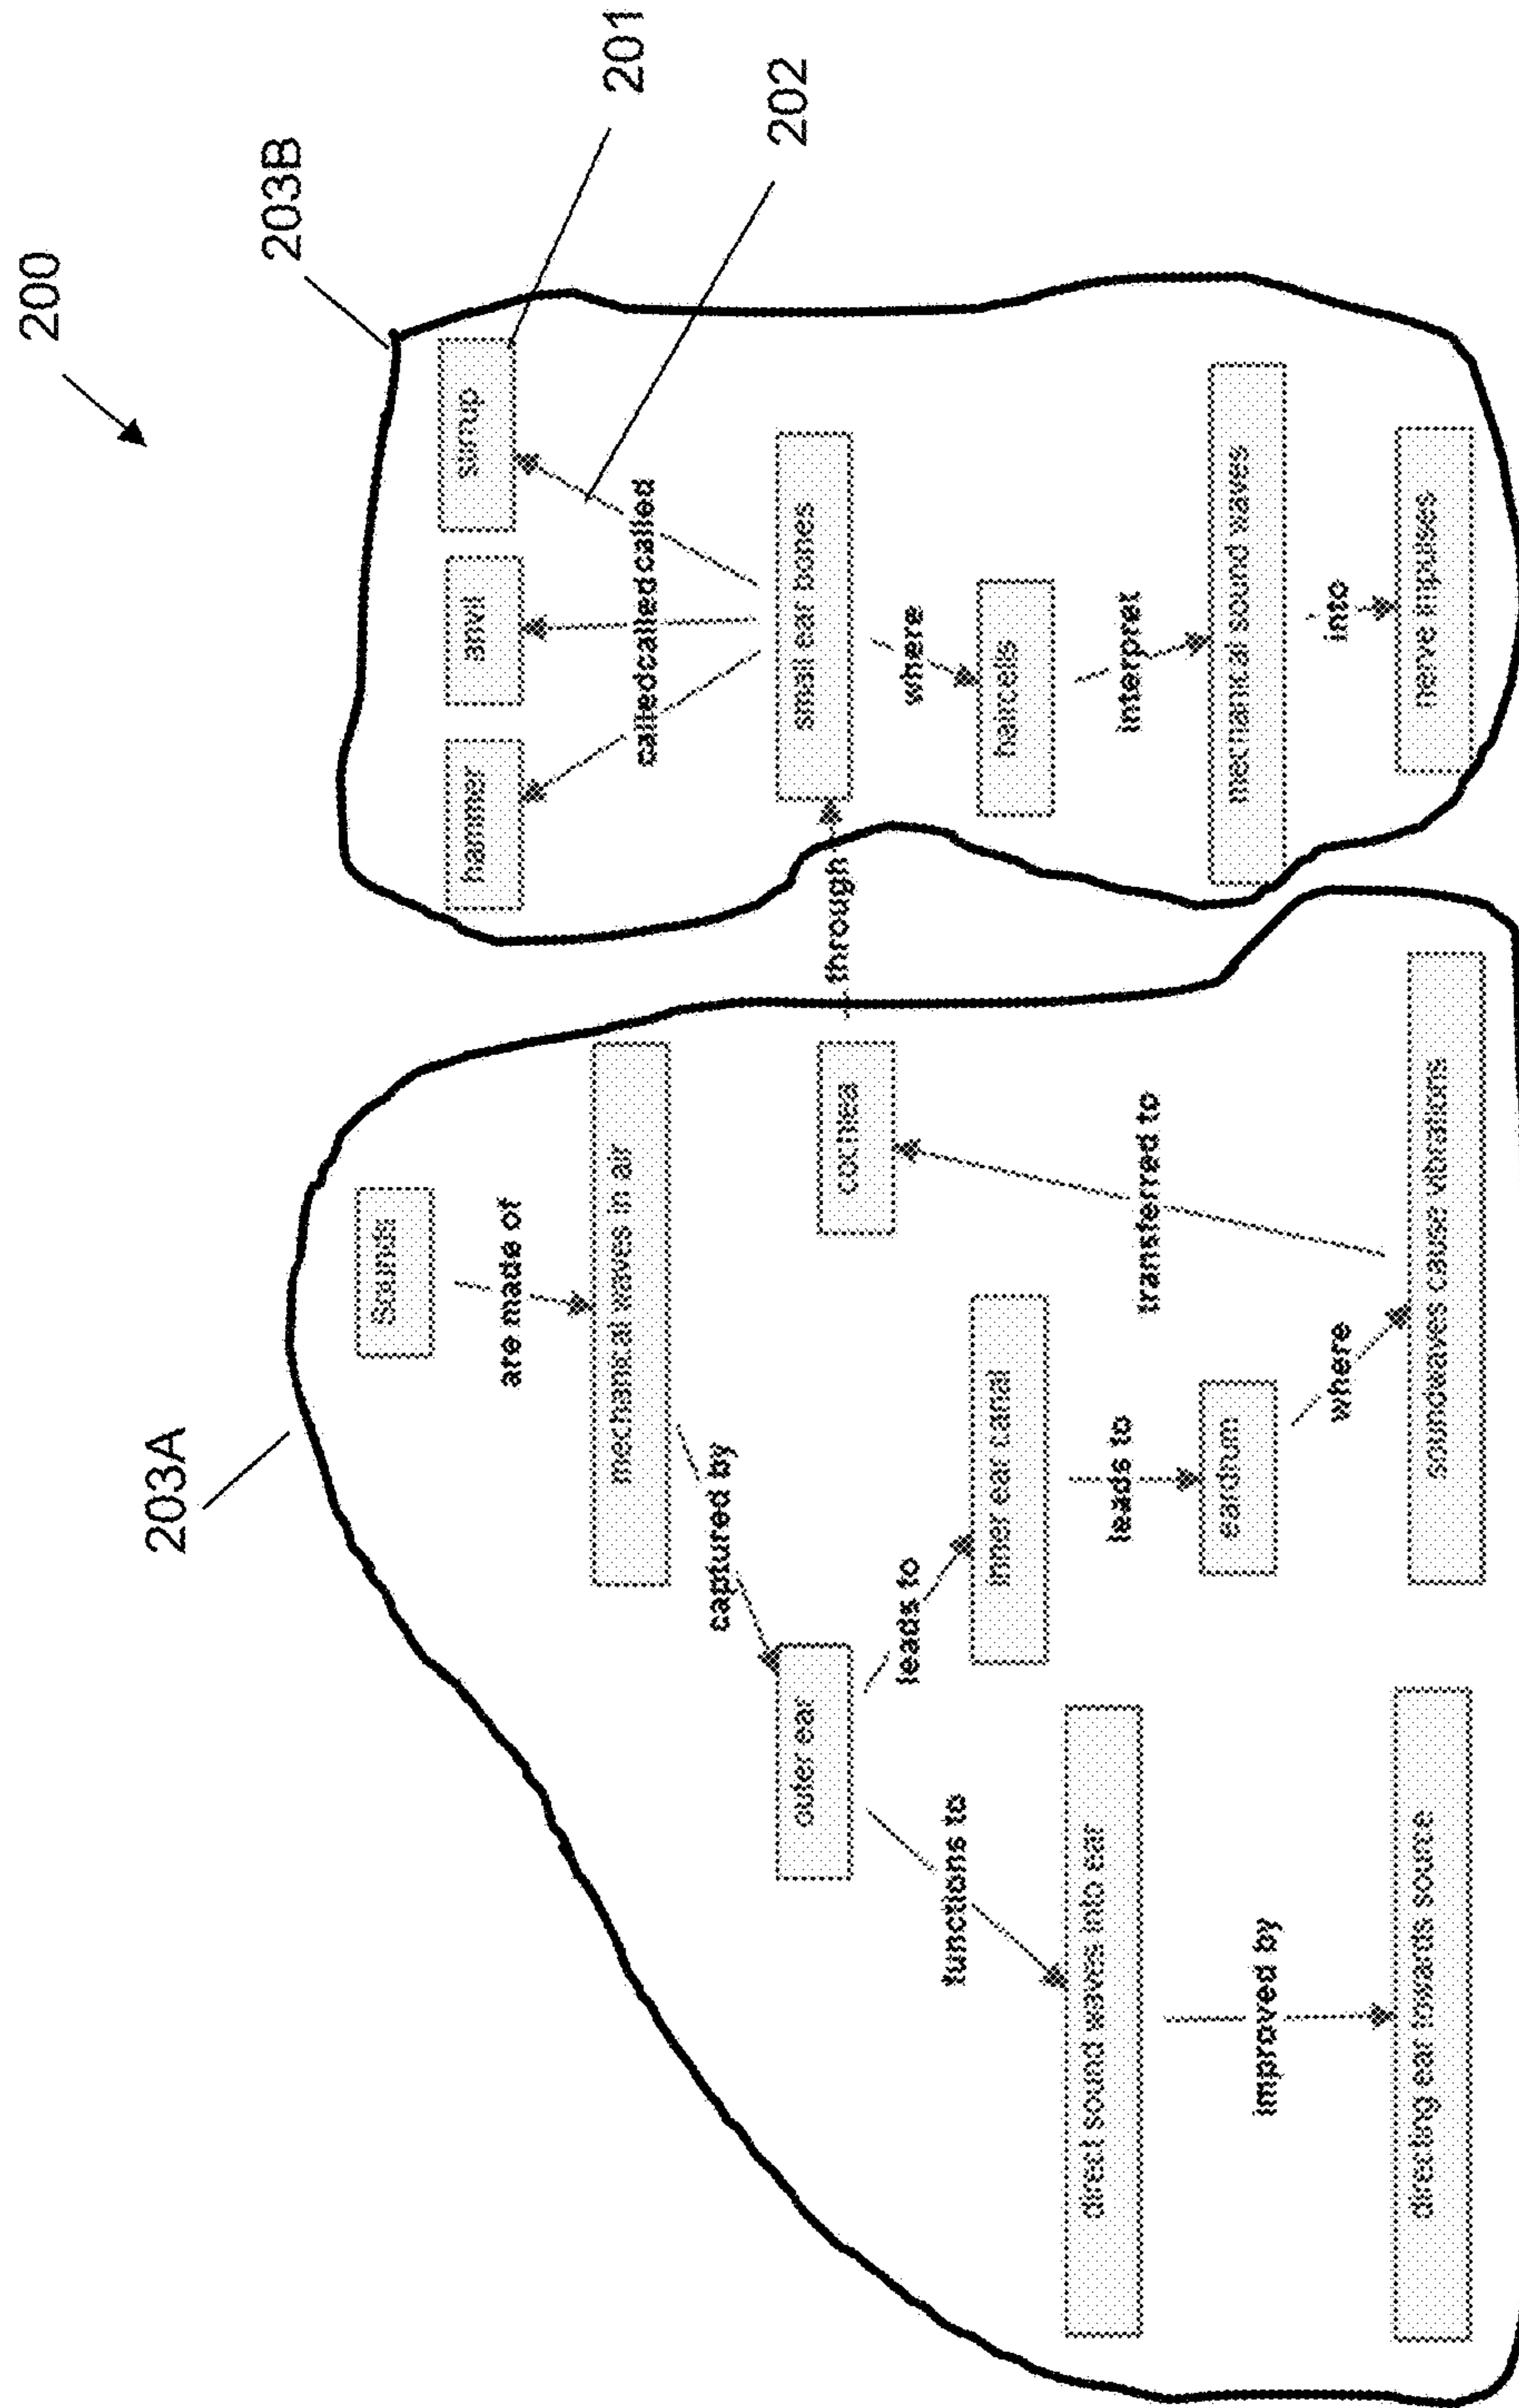 200
203A
203B
201
202
Sounds
are made of
mechanical waves in air
captured by
outer ear
functions to
direct sound waves into ear
improved by
directing ear towards source
leads to
inner ear canal
leads to
eardrum
where
soundwaves cause vibrations
transferred to
cochlea
through
small ear bones
called called called
hammer
anvil
stirrup
where
haircells
interpret
mechanical sound waves
into
nerve impulses